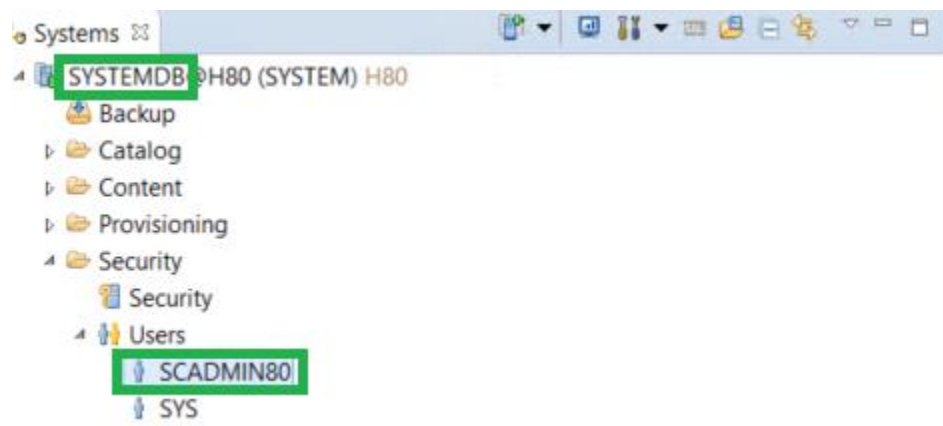 Systems
SYSTEMDB@H80 (SYSTEM) H80
Backup
Catalog
Content
Provisioning
Security
Security
Users
SCADMIN80
SYS